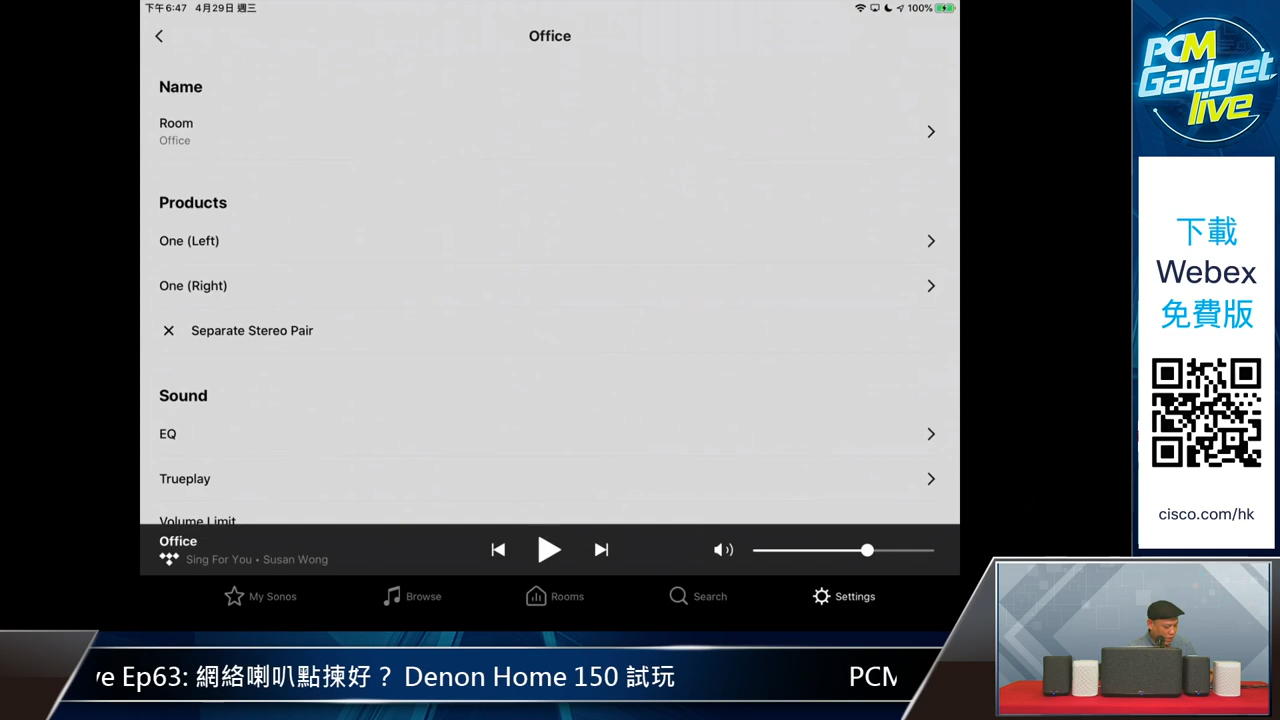 下午6:47 4月29日 週三
100%
Office
Name
Room
Office
Products
One (Left)
One (Right)
Separate Stereo Pair
Sound
EQ
Trueplay
Volume Limit
Office
Sing For You • Susan Wong
My Sonos
Browse
Rooms
Search
Settings
PCM
Gadget
live
下載
Webex
免費版
cisco.com/hk
ve Ep63: 網絡喇叭點揀好？ Denon Home 150 試玩 PCM